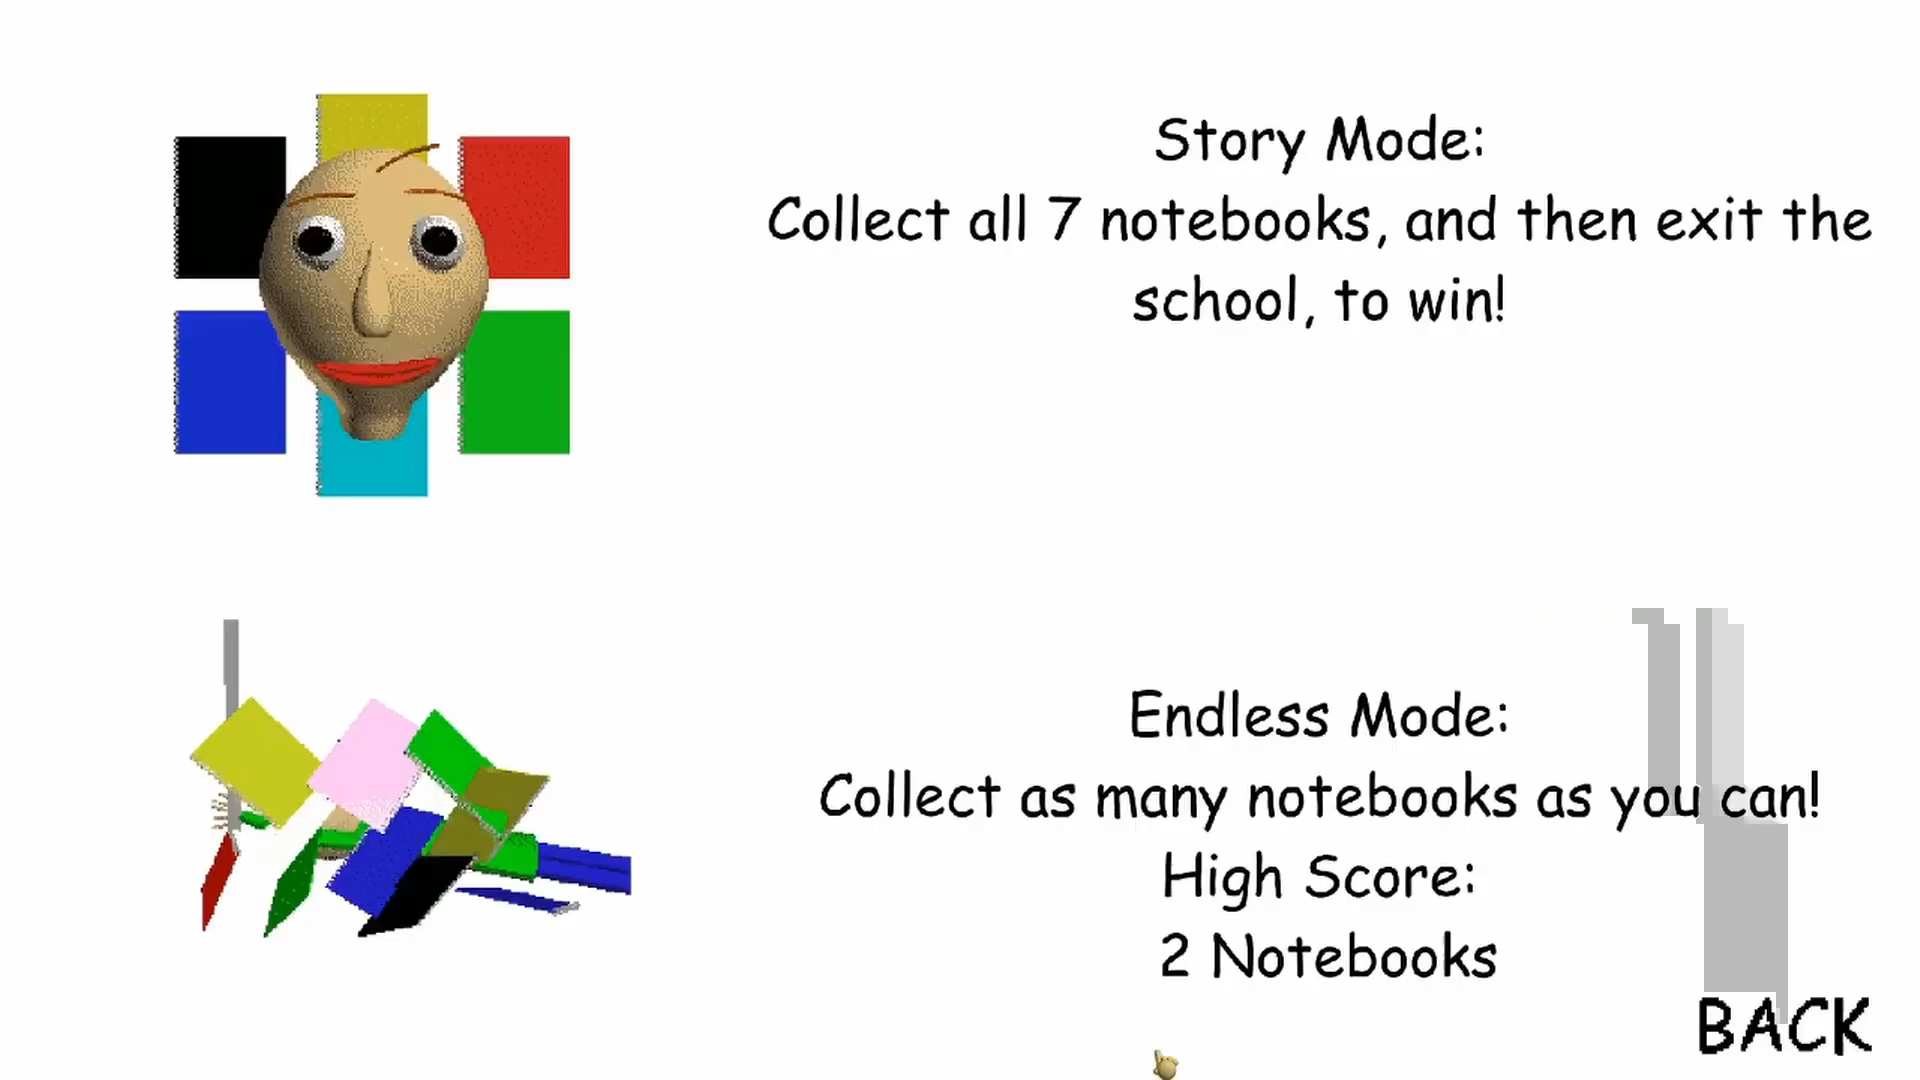 Story Mode:
Collect all 7 notebooks, and then exit the
school, to win!
Endless Mode:
Collect as many notebooks as you can!
High Score:
2 Notebooks
BACK